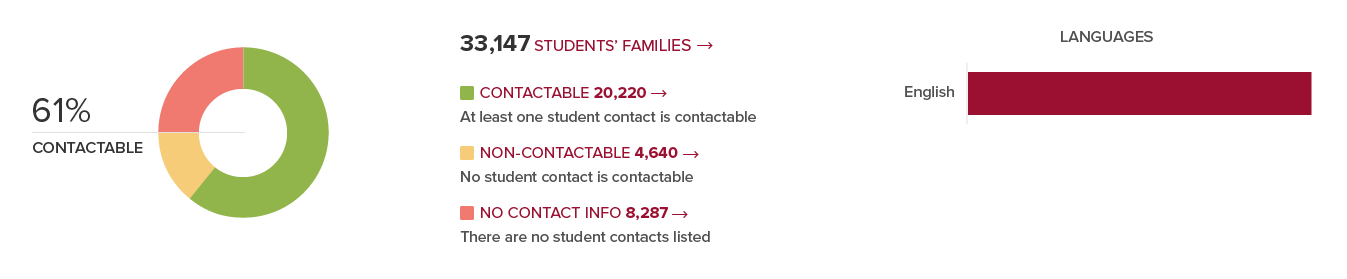 61%
CONTACTABLE
33,147 STUDENTS' FAMILIES →
CONTACTABLE 20,220 →
At least one student contact is contactable
NON-CONTACTABLE 4,640 →
No student contact is contactable
NO CONTACT INFO 8,287 →
There are no student contacts listed
LANGUAGES
English